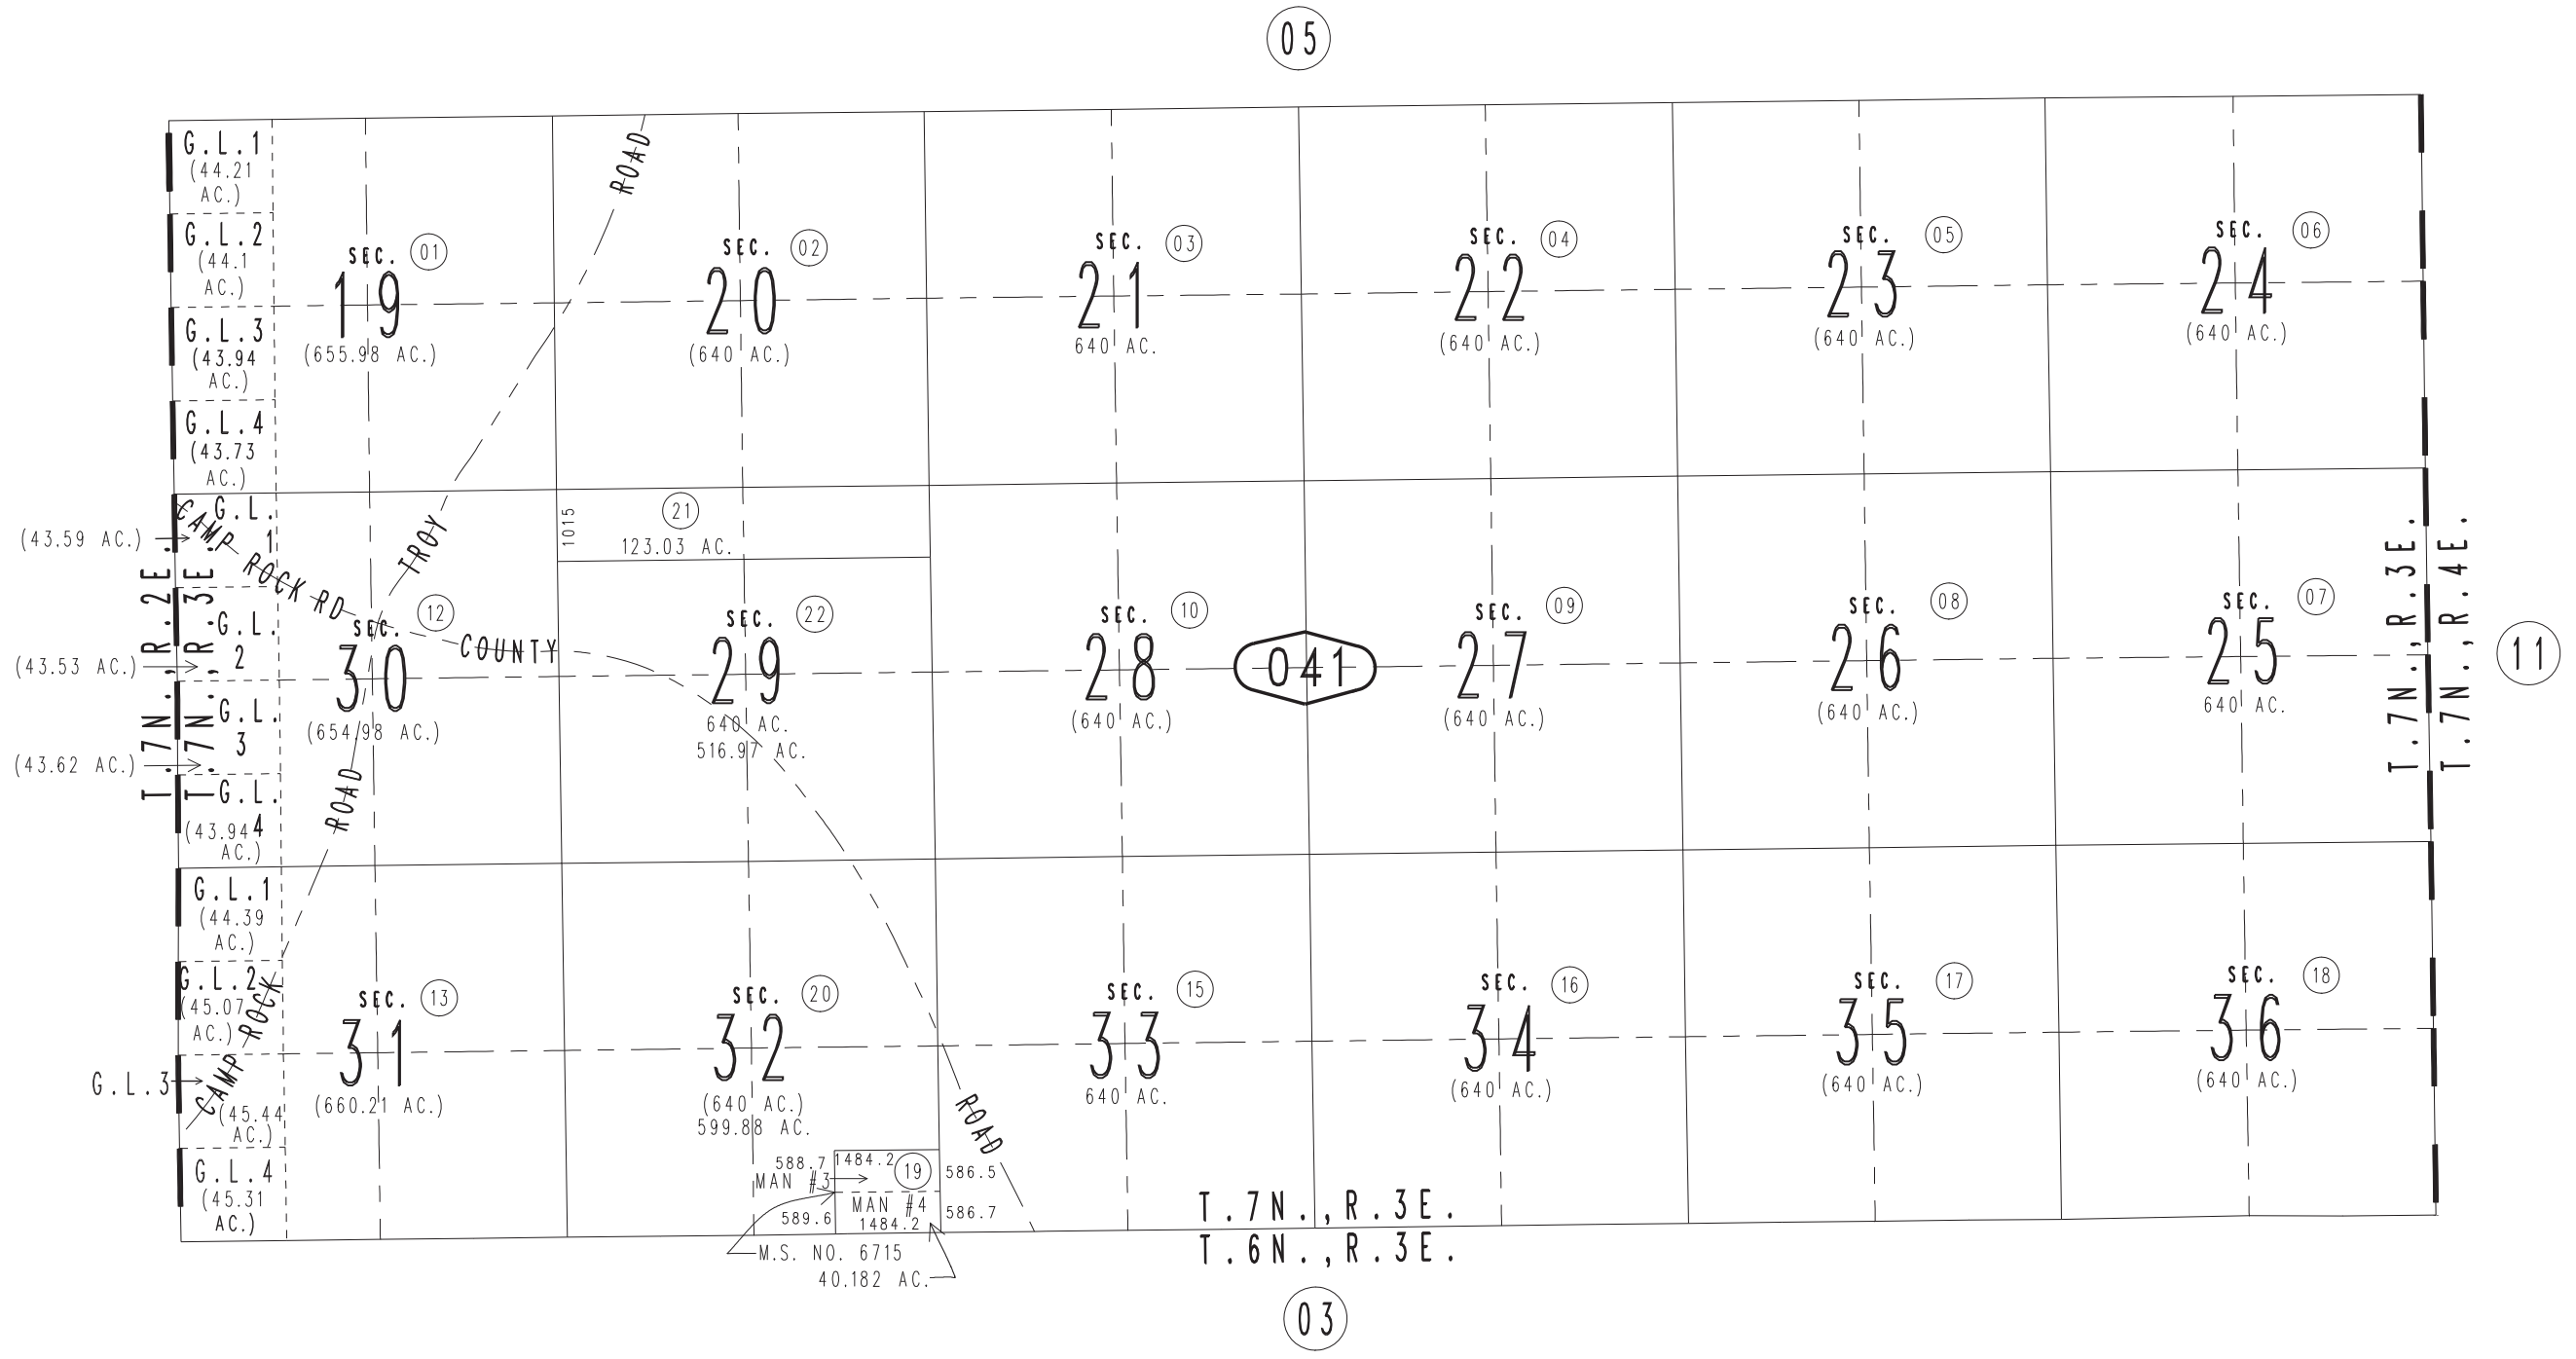 05
G.L.1
(44.21
AC.)
G.L.2
(44.1
AC.)
G.L.3
(43.94
AC.)
G.L.4
(43.73
AC.)
SEC. 01
19
(655.98 AC.)
ROAD
SEC. 02
20
(640 AC.)
SEC. 03
21
640 AC.
SEC. 04
22
(640 AC.)
SEC. 05
23
(640 AC.)
SEC. 06
24
(640 AC.)
(43.59 AC.)
G.L.
1
(43.53 AC.)
G.L.
2
(43.62 AC.)
G.L.
3
G.L.
4
(43.94
AC.)
T.7N.,R.2E.
T.7N.,R.3E.
CAMP ROCK RD
TROY
COUNTY
ROAD
SEC. 12
30
(654.98 AC.)
1015
21
123.03 AC.
SEC. 22
29
640 AC.
516.97 AC.
SEC. 10
28
(640 AC.)
041
SEC. 09
27
(640 AC.)
SEC. 08
26
(640 AC.)
SEC. 07
25
640 AC.
T.7N.,R.3E.
T.7N.,R.4E.
11
G.L.1
(44.39
AC.)
G.L.2
(45.07
AC.)
G.L.3
(45.44
AC.)
G.L.4
(45.31
AC.)
CAMP ROCK
SEC. 13
31
(660.21 AC.)
SEC. 20
32
(640 AC.)
599.88 AC.
588.7
1484.2
19
586.5
MAN #3
MAN #4
589.6
1484.2
586.7
M.S. NO. 6715
40.182 AC.
ROAD
SEC. 15
33
640 AC.
SEC. 16
34
(640 AC.)
SEC. 17
35
(640 AC.)
SEC. 18
36
(640 AC.)
T.7N.,R.3E.
T.6N.,R.3E.
03